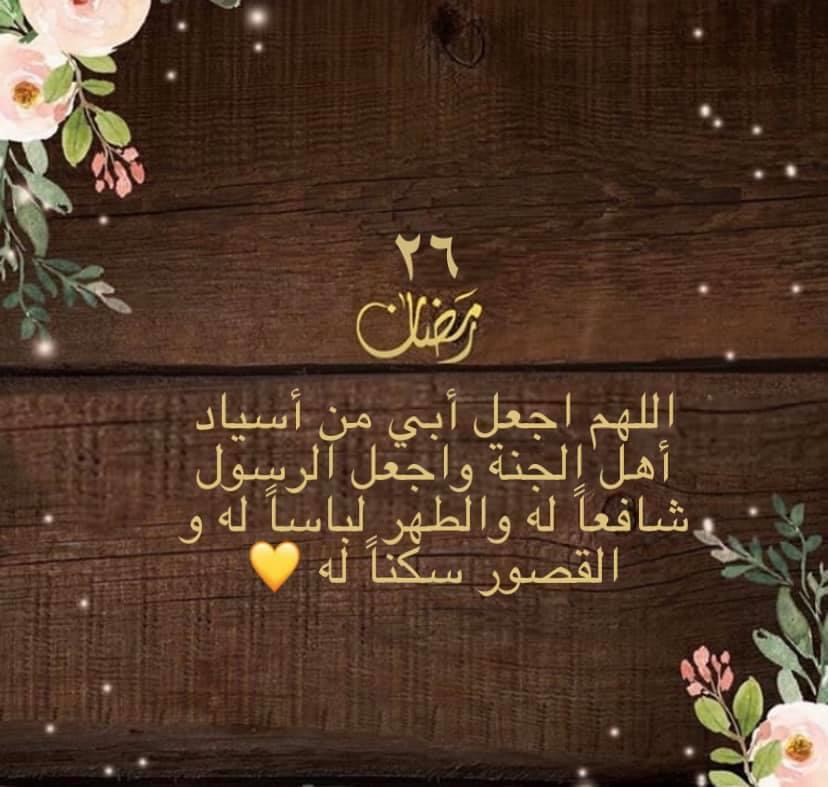 ٢٦
رمضان
اللهم اجعل أبي من أسياد
أهل الجنة واجعل الرسول
شافعاً له والطهر لباساً له و
القصور سكناً له 💛